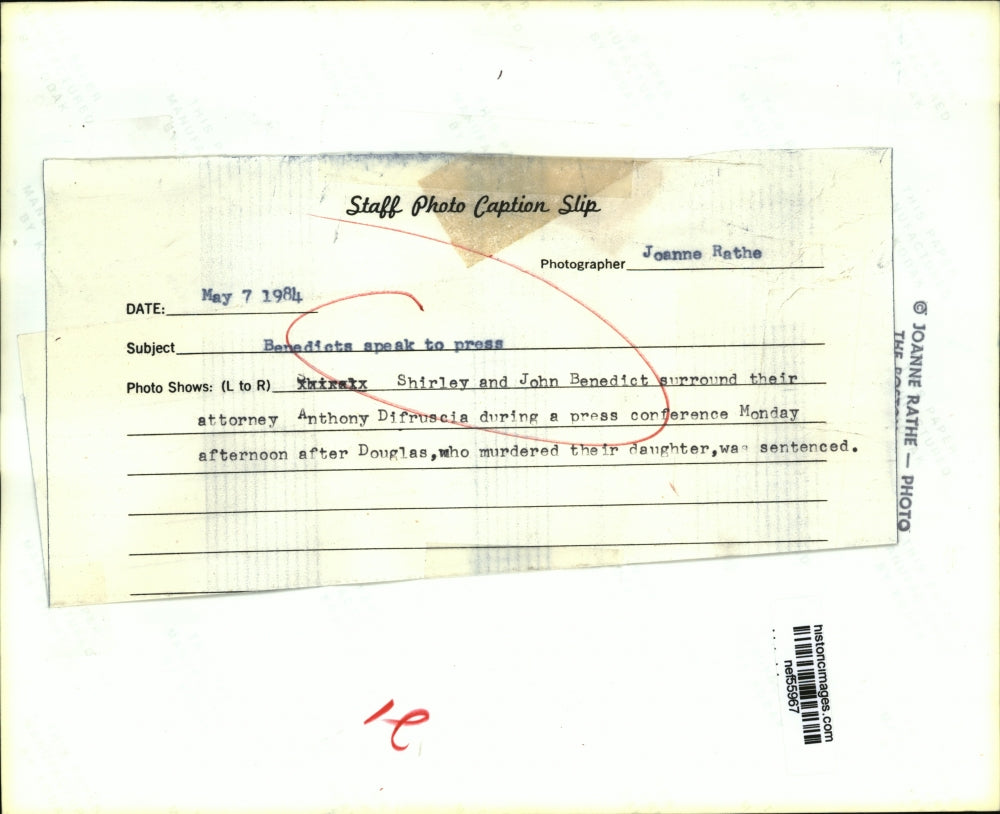 Staff Photo Caption Slip
Photographer Joanne Rathe
DATE: May 7 1984
Subject Benedicts speak to press
Photo Shows: (L to R) Shirley and John Benedict surround their
attorney Anthony Difruscia during a press conference Monday
afternoon after Douglas,who murdered their daughter,was sentenced.
© JOANNE RATHE — PHOTO
THE BOSTON
historicimages.com
nef55967